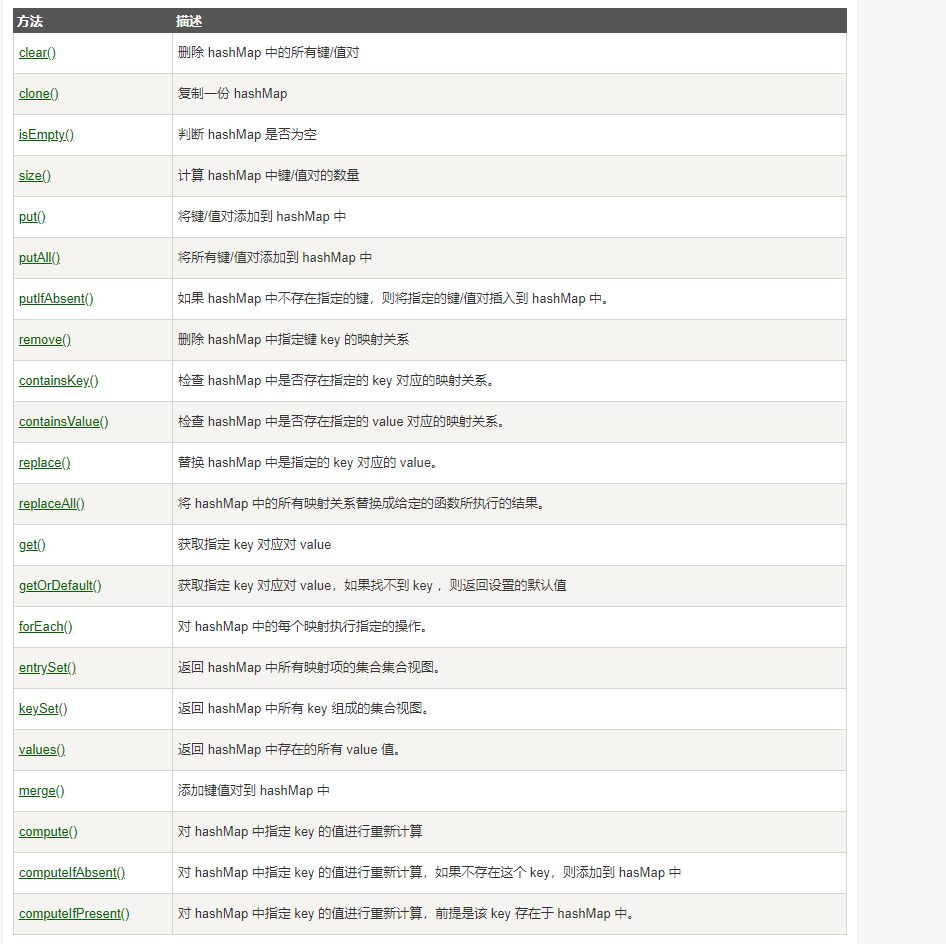 方法 描述
clear() 删除 hashMap 中的所有键/值对
clone() 复制一份 hashMap
isEmpty() 判断 hashMap 是否为空
size() 计算 hashMap 中键/值对的数量
put() 将键/值对添加到 hashMap 中
putAll() 将所有键/值对添加到 hashMap 中
putIfAbsent() 如果 hashMap 中不存在指定的键，则将指定的键/值对插入到 hashMap 中。
remove() 删除 hashMap 中指定键 key 的映射关系
containsKey() 检查 hashMap 中是否存在指定的 key 对应的映射关系。
containsValue() 检查 hashMap 中是否存在指定的 value 对应的映射关系。
replace() 替换 hashMap 中是指定的 key 对应的 value。
replaceAll() 将 hashMap 中的所有映射关系替换成给定的函数所执行的结果。
get() 获取指定 key 对应对 value
getOrDefault() 获取指定 key 对应对 value，如果找不到 key ，则返回设置的默认值
forEach() 对 hashMap 中的每个映射执行指定的操作。
entrySet() 返回 hashMap 中所有映射项的集合集合视图。
keySet() 返回 hashMap 中所有 key 组成的集合视图。
values() 返回 hashMap 中存在的所有 value 值。
merge() 添加键值对到 hashMap 中
compute() 对 hashMap 中指定 key 的值进行重新计算
computeIfAbsent() 对 hashMap 中指定 key 的值进行重新计算，如果不存在这个 key，则添加到 hasMap 中
computeIfPresent() 对 hashMap 中指定 key 的值进行重新计算，前提是该 key 存在于 hashMap 中。